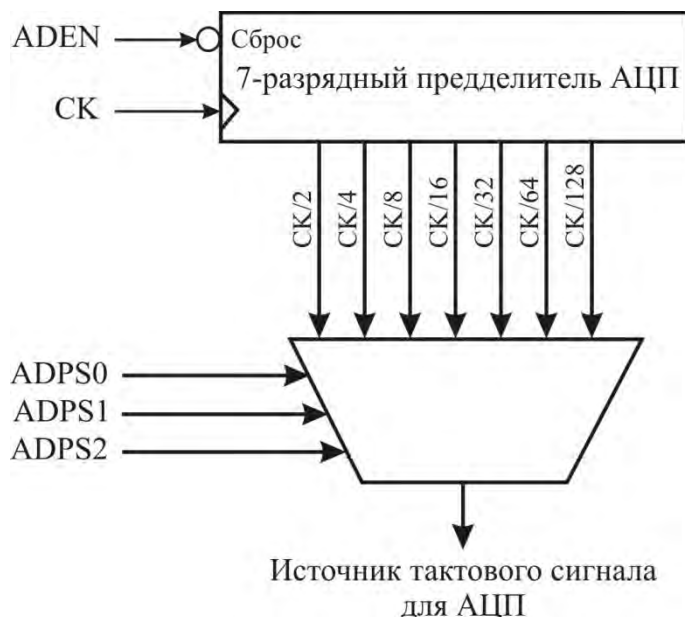 ADEN
Сброс
7-разрядный предделитель АЦП
CK
CK/2
CK/4
CK/8
CK/16
CK/32
CK/64
CK/128
ADPS0
ADPS1
ADPS2
Источник тактового сигнала
для АЦП